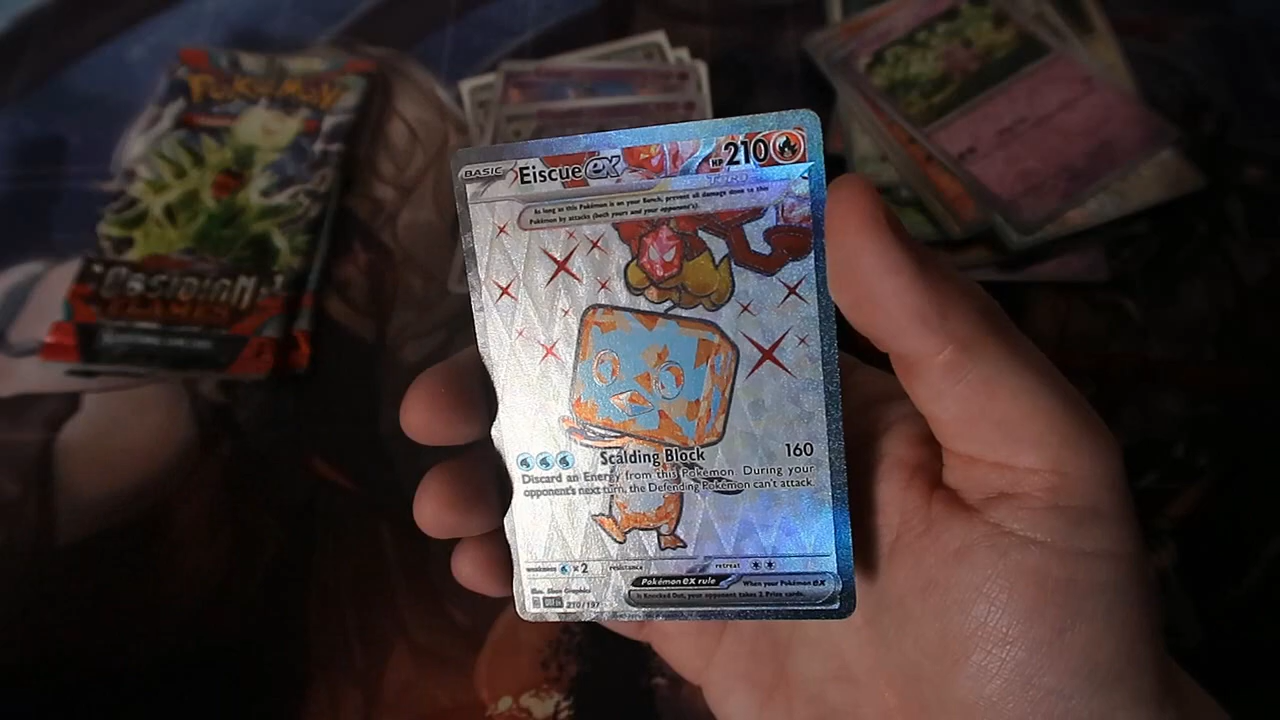 POKéMON
OBSIDIAN
FLAMES
BASIC
Eiscue ex
HP 210
As long as this Pokémon is on your Bench, prevent all damage done to this
Pokémon by attacks (both yours and your opponent's).
Scalding Block 160
Discard an Energy from this Pokémon. During your
opponent's next turn, the Defending Pokémon can't attack.
weakness ×2 resistance retreat
Pokémon ex rule
When your Pokémon ex
is Knocked Out, your opponent takes 2 Prize cards.
210/197